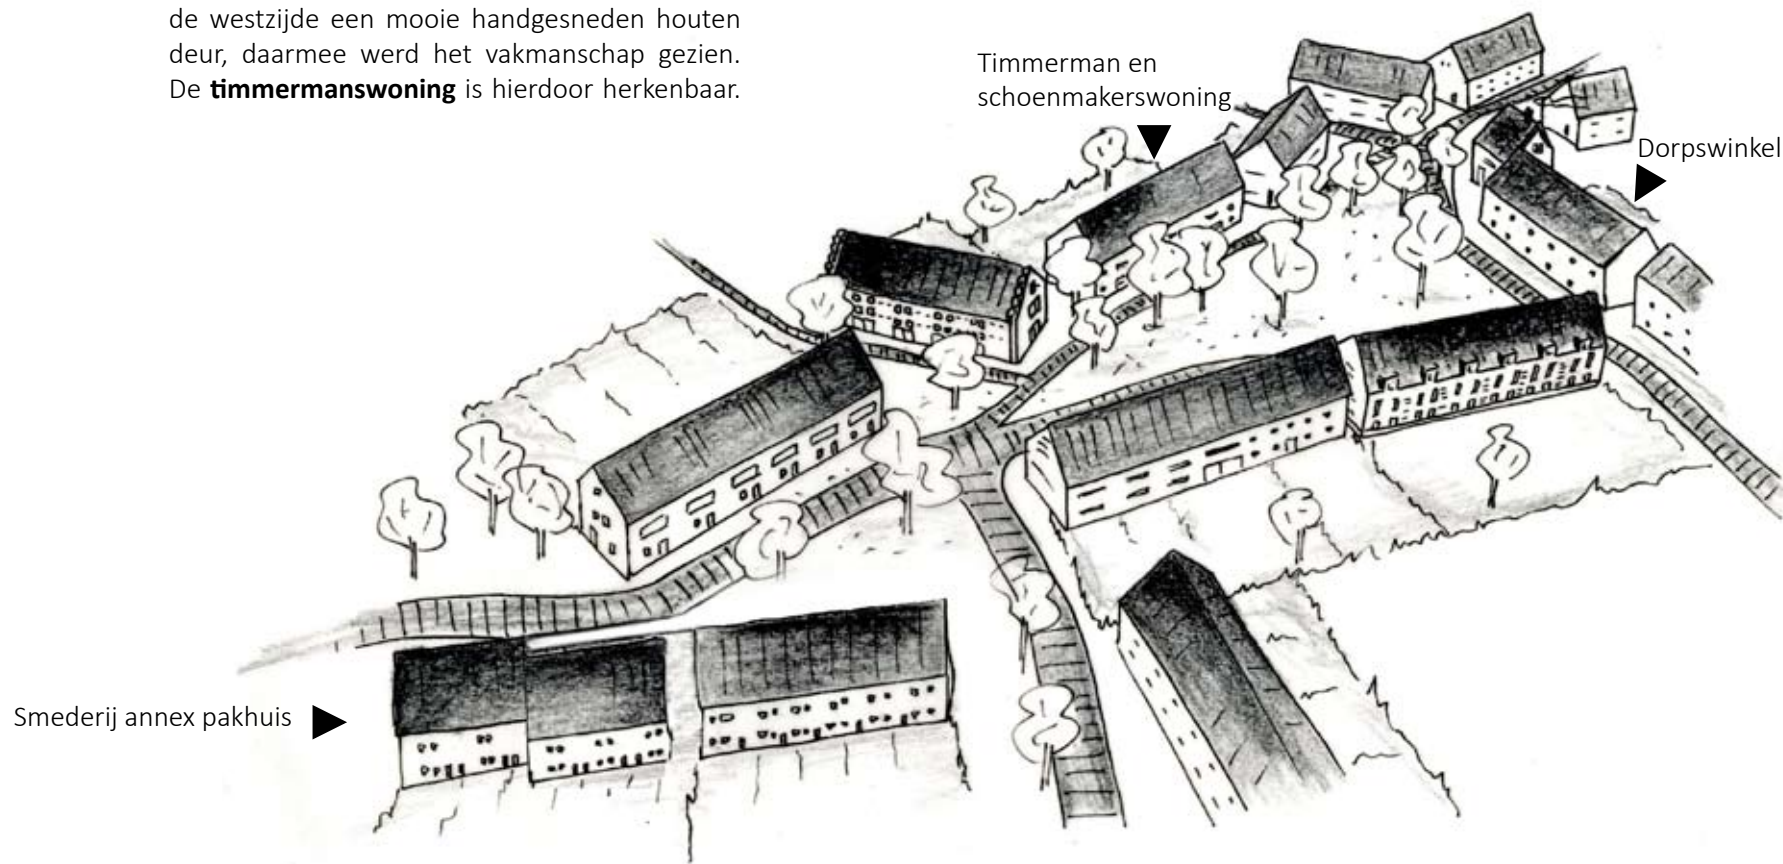 de westzijde een mooie handgesneden houten
deur, daarmee werd het vakmanschap gezien.
De timmermanswoning is hierdoor herkenbaar.
Timmerman en
schoenmakerswoning
Dorpswinkel
Smederij annex pakhuis